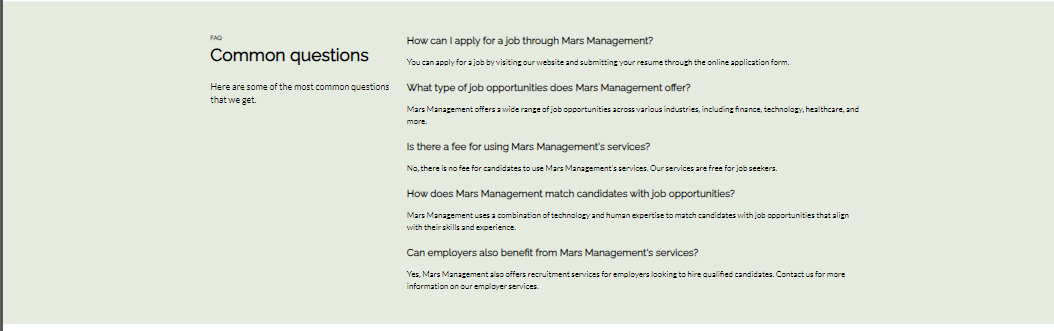 FAQ
Common questions
Here are some of the most common questions
that we get.
How can I apply for a job through Mars Management?
You can apply for a job by visiting our website and submitting your resume through the online application form.
What type of job opportunities does Mars Management offer?
Mars Management offers a wide range of job opportunities across various industries, including finance, technology, healthcare, and
more.
Is there a fee for using Mars Management's services?
No, there is no fee for candidates to use Mars Management's services. Our services are free for job seekers.
How does Mars Management match candidates with job opportunities?
Mars Management uses a combination of technology and human expertise to match candidates with job opportunities that align
with their skills and experience.
Can employers also benefit from Mars Management's services?
Yes, Mars Management also offers recruitment services for employers looking to hire qualified candidates. Contact us for more
information on our employer services.